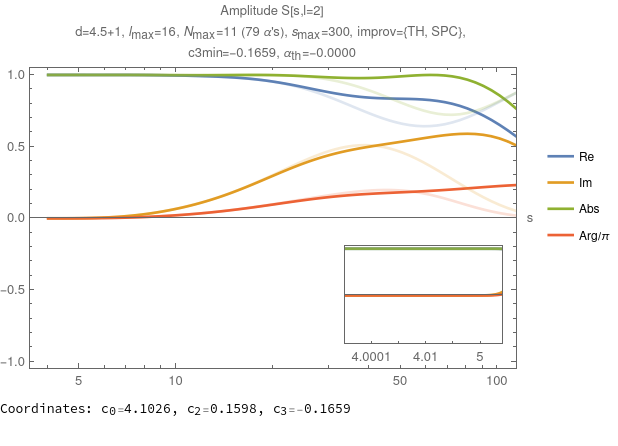 Amplitude S[s,l=2]
d=4.5+1, lmax=16, Nmax=11 (79 α's), smax=300, improv={TH, SPC},
c3min=-0.1659, αth=-0.0000
1.0
0.5
0.0
-0.5
-1.0
s
Re
Im
Abs
Arg/π
4.0001 4.01 5
5 10 50 100
Coordinates: c0=4.1026, c2=0.1598, c3=-0.1659